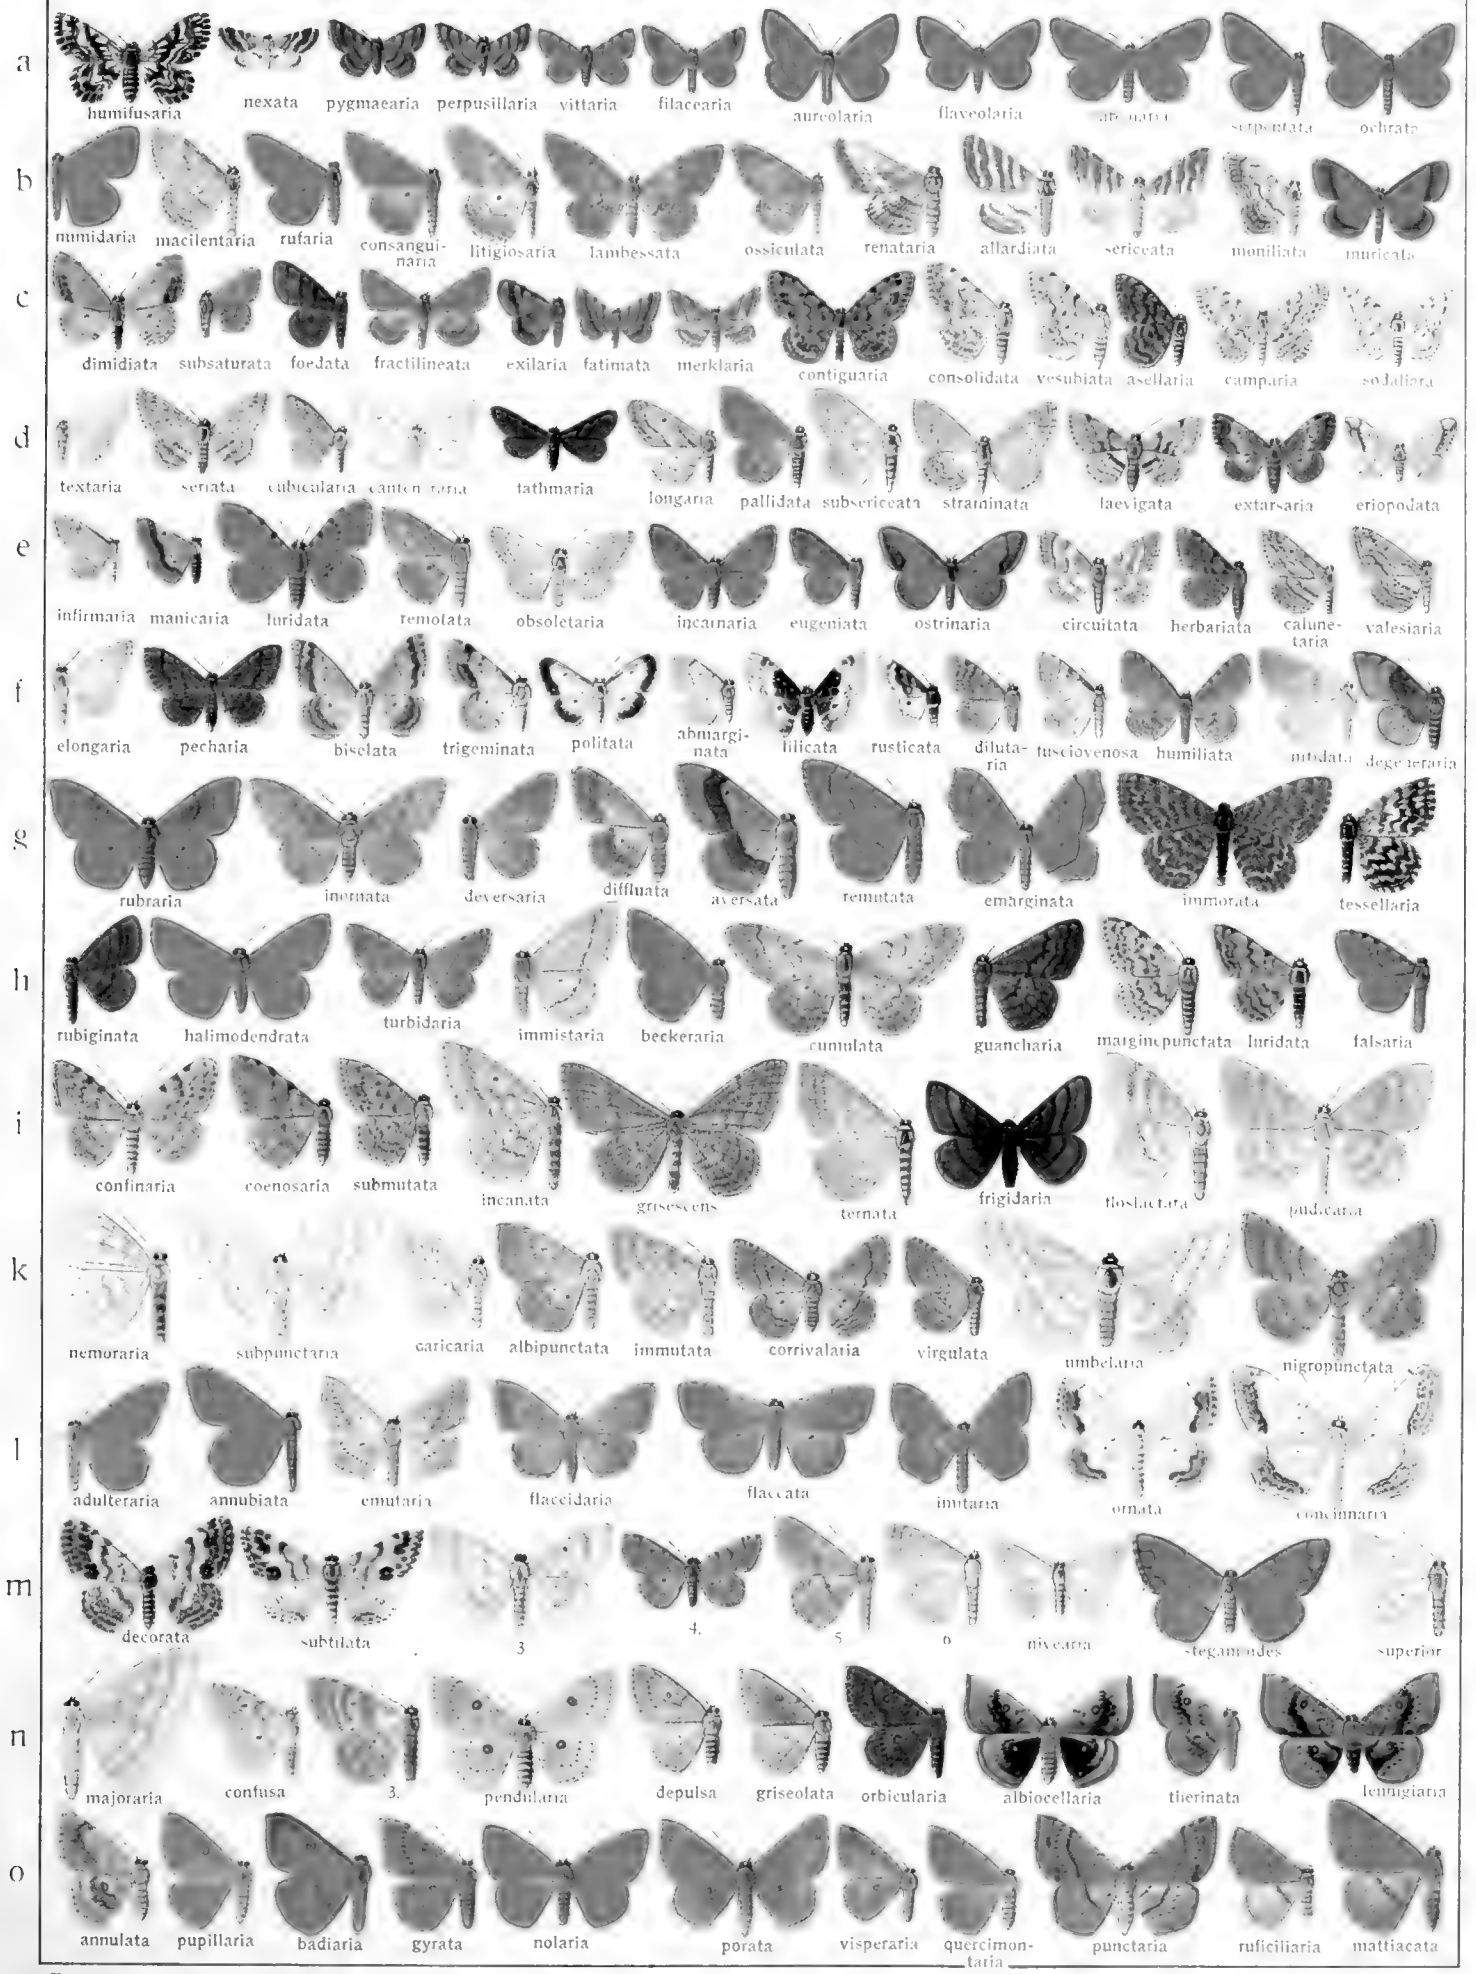 a
humifusaria nexata pygmaearia perpusillaria vittaria filacearia aureolaria flaveolaria serpentata ochrata
b
numidaria macilentaria rufaria consangui- litigiosaria lambessata ossiculata renataria allardiata sericeata moniliata muricata
naria
c
dimidiata subsaturata foedata fractilineata exilaria fatimata merklaria contiguaria consolidata vesubiata asellaria camparia sodaliara
d
textaria seriata cubicularia tathmaria longaria pallidata subsericeata straminata laevigata extarsaria eriopodata
e
infirmaria manicaria luridata remotata obsoletaria incarnaria eugeniata ostrinaria circuitata herbariata calune- valesiaria
taria
f
elongaria pecharia biselata trigeminata politata abmargi- filicata rusticata diluta- fusciovenosa humiliata nitidata degeneraria
nata ria
g
rubraria inornata deversaria diffluata aversata remutata emarginata immorata tessellaria
h
rubiginata halimodendrata turbidaria immistaria beckeraria cumulata guancharia marginepunctata luridata falsaria
i
confinaria coenosaria submutata incanata grisescens ternata frigidaria floslactata pudicaria
k
nemoraria subpunctaria caricaria albipunctata immutata corrivalaria virgulata umbelaria nigropunctata
l
adulteraria annubiata emutaria flaccidaria flaccata imitaria ornata concinnaria
m
decorata subtilata 3 4. 5 6 nivearia stegamoides superior
n
majoraria confusa 3. pendularia depulsa griseolata orbicularia albiocellaria therinata lennigiaria
o
annulata pupillaria badiaria gyrata nolaria porata visperaria quercimon- punctaria ruficiliaria mattiacata
taria